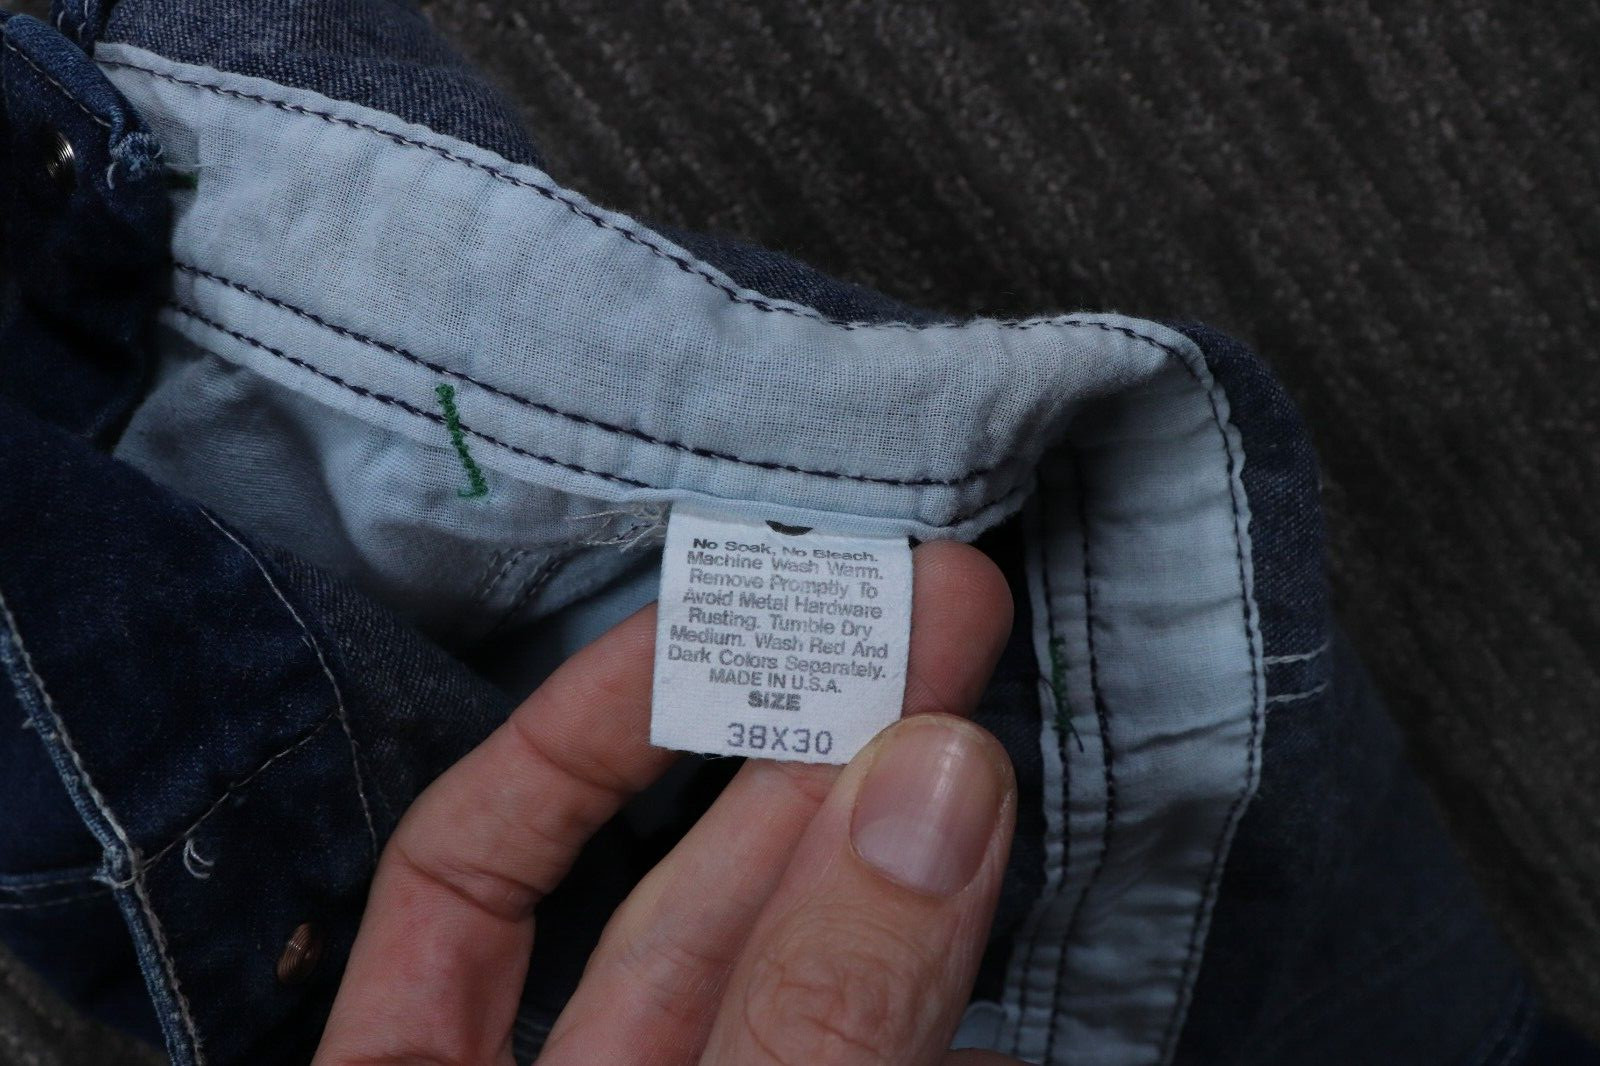 No Soak, No Bleach.
Machine Wash Warm.
Remove Promptly To
Avoid Metal Hardware
Rusting. Tumble Dry
Medium. Wash Red And
Dark Colors Separately.
MADE IN U.S.A.
SIZE
38X30